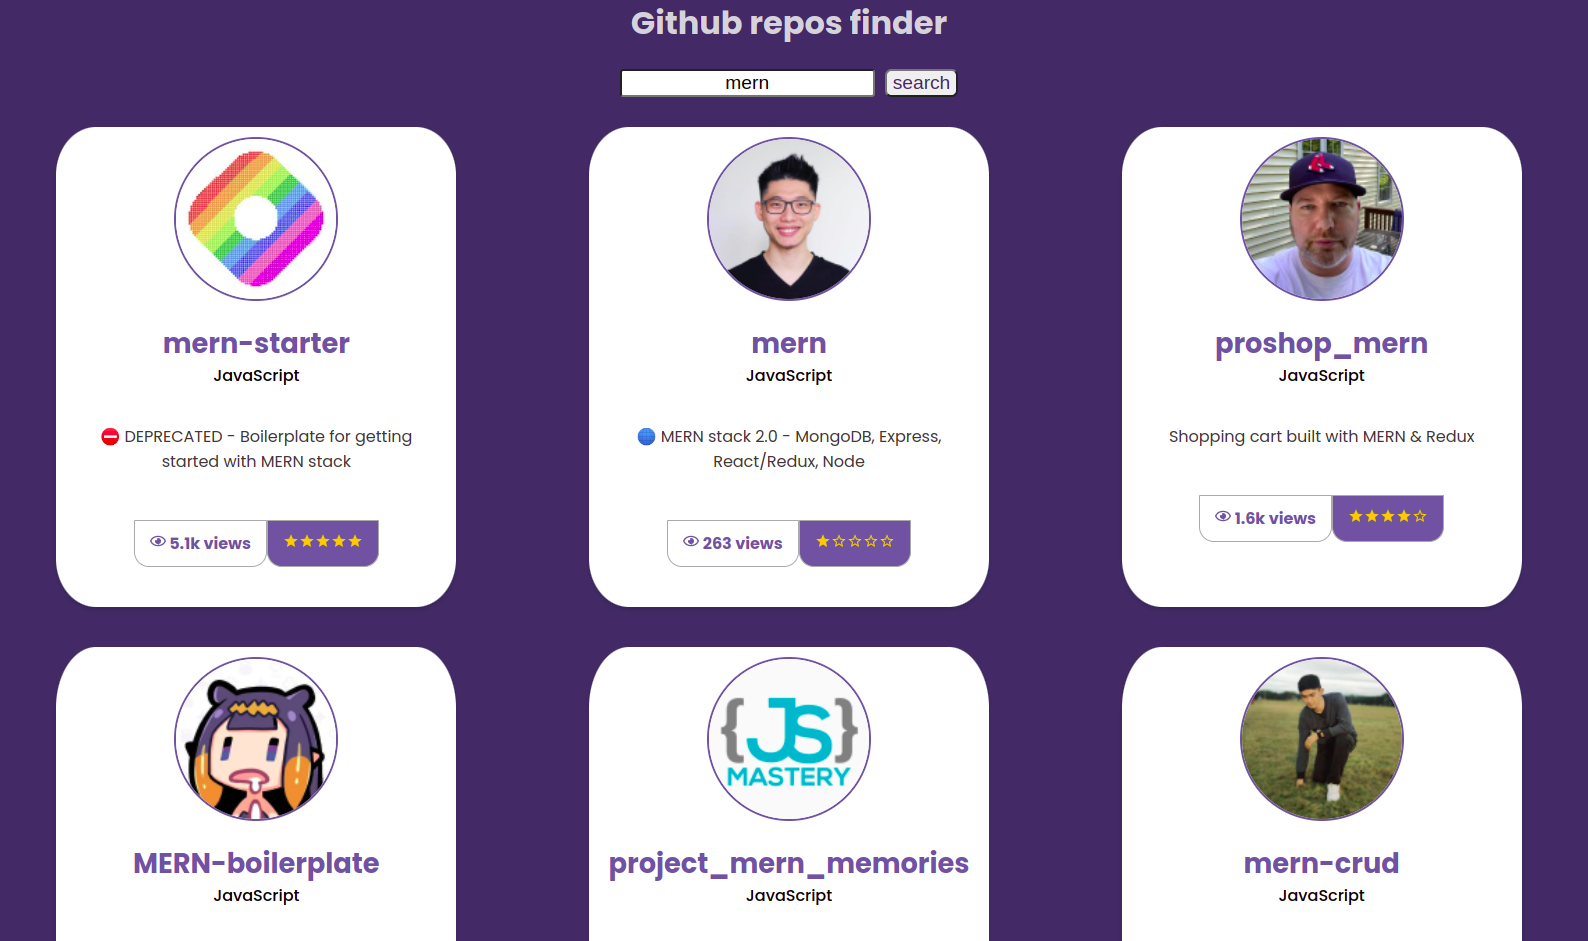 Github repos finder
mern
search
mern-starter
JavaScript
DEPRECATED - Boilerplate for getting
started with MERN stack
5.1k views
mern
JavaScript
MERN stack 2.0 - MongoDB, Express,
React/Redux, Node
263 views
proshop_mern
JavaScript
Shopping cart built with MERN & Redux
1.6k views
MERN-boilerplate
JavaScript
{JS}
MASTERY
project_mern_memories
JavaScript
mern-crud
JavaScript